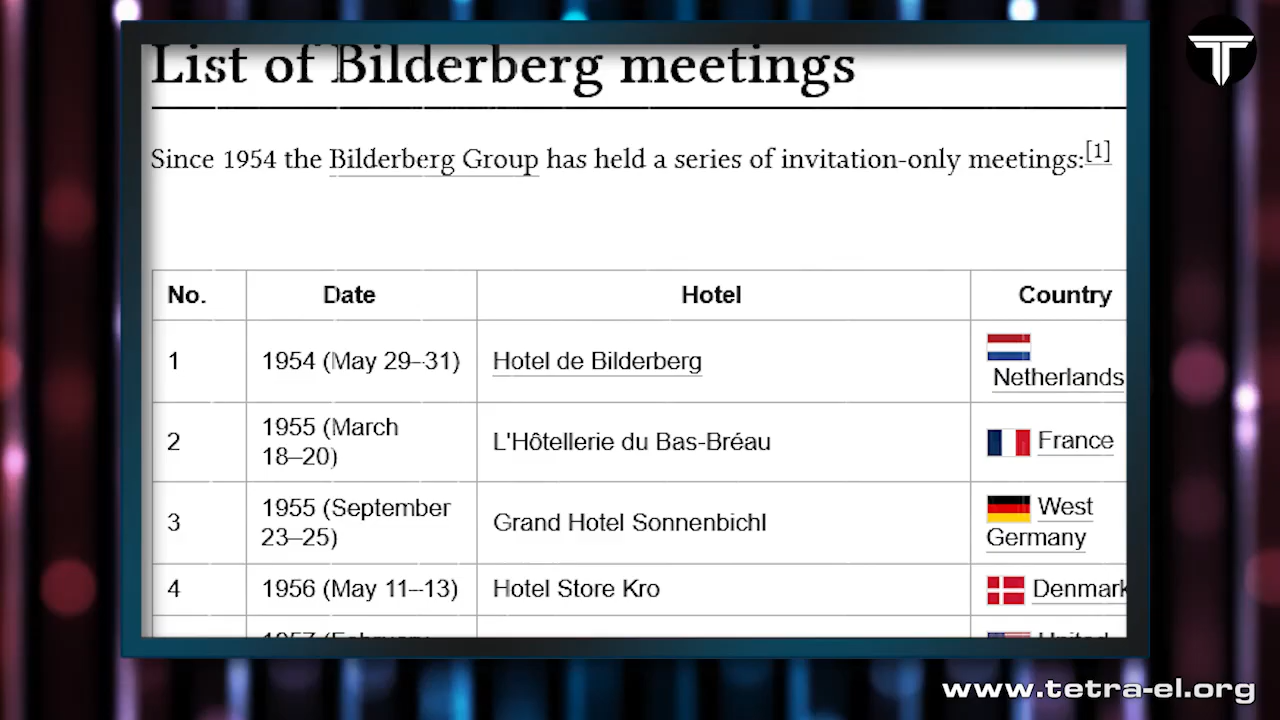 List of Bilderberg meetings
Since 1954 the Bilderberg Group has held a series of invitation-only meetings:[1]
No. Date Hotel Country
1 1954 (May 29–31) Hotel de Bilderberg Netherlands
2 1955 (March 18–20) L'Hôtellerie du Bas-Bréau France
3 1955 (September 23–25) Grand Hotel Sonnenbichl West Germany
4 1956 (May 11–13) Hotel Store Kro Denmark
www.tetra-el.org